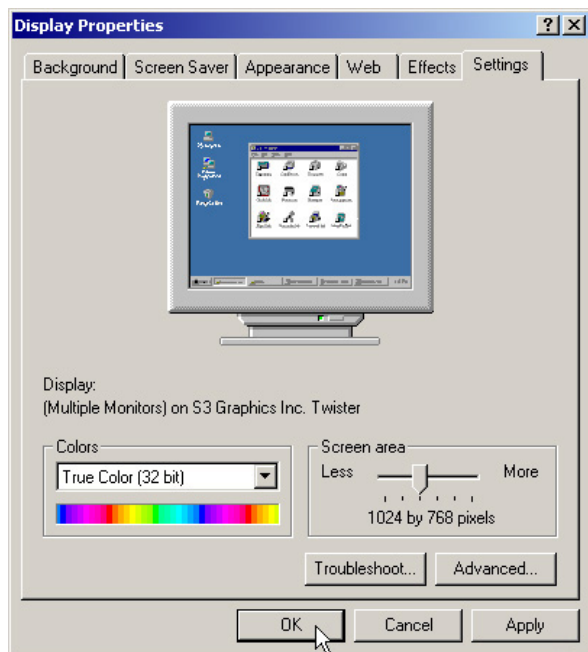 Display Properties
Background Screen Saver Appearance Web Effects Settings
Display:
(Multiple Monitors) on S3 Graphics Inc. Twister
Colors
True Color (32 bit)
Screen area
Less More
1024 by 768 pixels
Troubleshoot... Advanced...
OK Cancel Apply